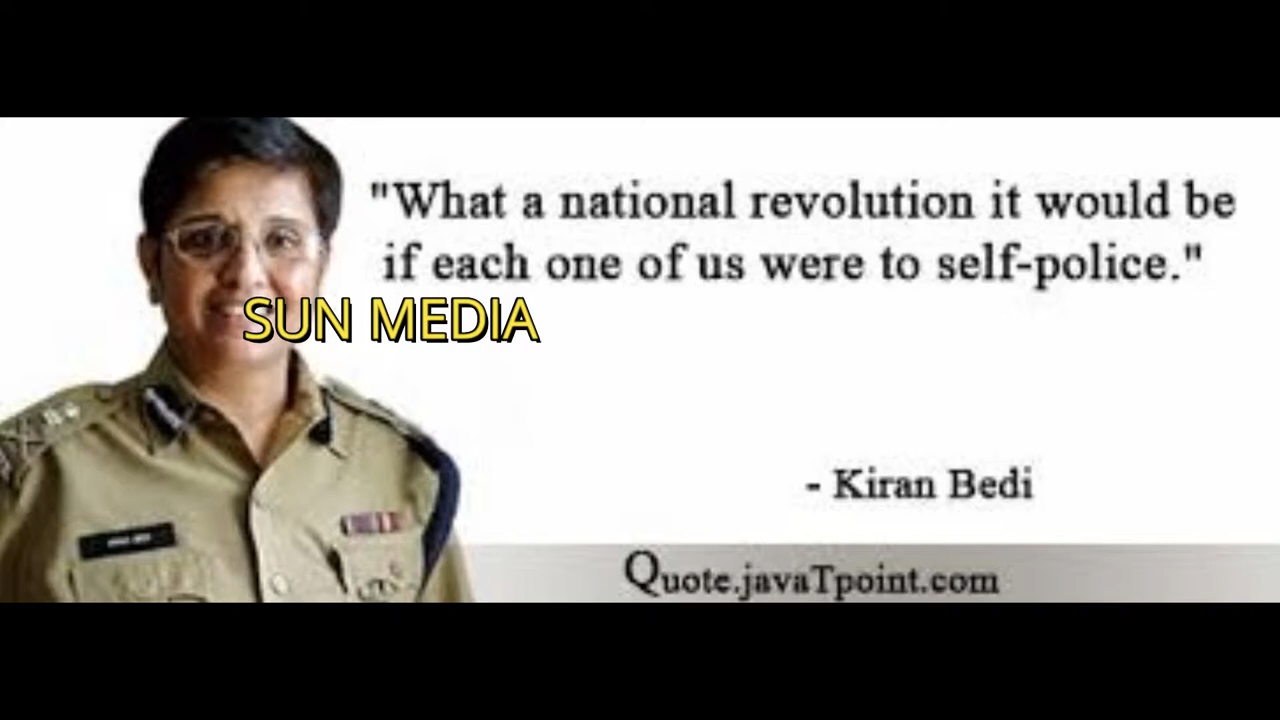 "What a national revolution it would be
if each one of us were to self-police."
SUN MEDIA
- Kiran Bedi
Quote.javaTpoint.com